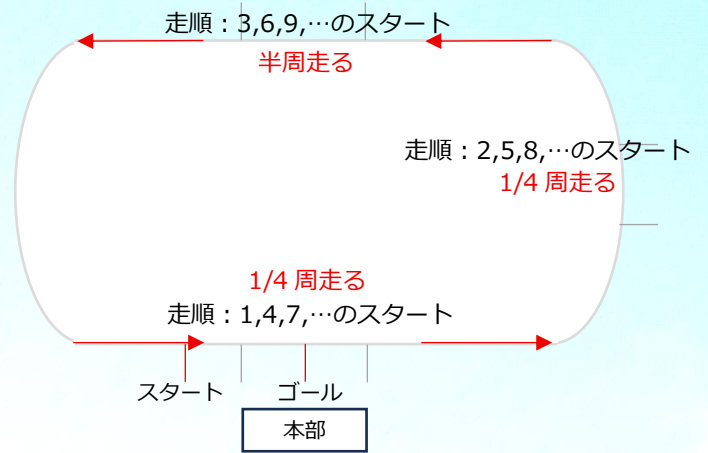 走順：3,6,9,…のスタート
半周走る
走順：2,5,8,…のスタート
1/4 周走る
1/4 周走る
走順：1,4,7,…のスタート
スタート
ゴール
本部